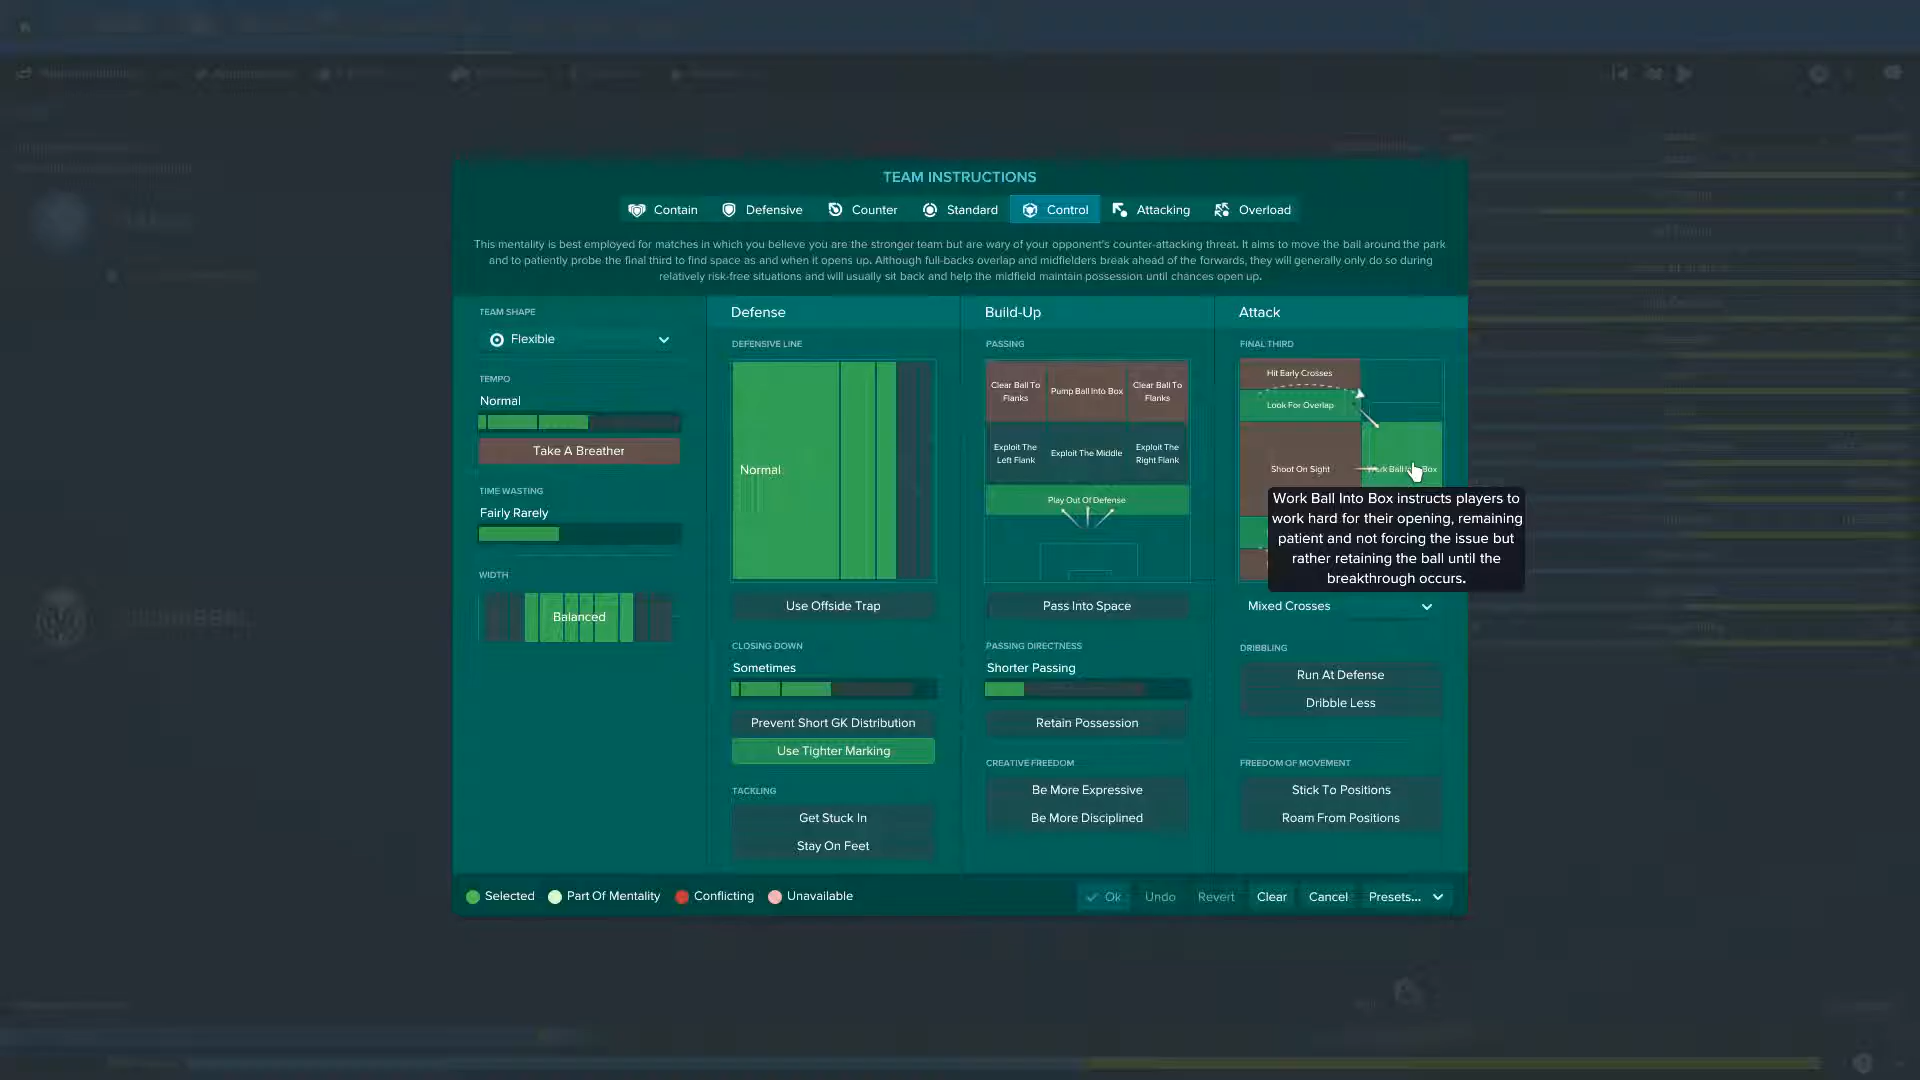 TEAM INSTRUCTIONS
Contain
Defensive
Counter
Standard
Control
Attacking
Overload
This mentality is best employed for matches in which you believe you are the stronger team but are wary of your opponent's counter-attacking threat. It aims to move the ball around the park
and to patiently probe the final third to find space as and when it opens up. Although full-backs overlap and midfielders break ahead of the forwards, they will generally only do so during
relatively risk-free situations and will usually sit back and help the midfield maintain possession until chances open up.
TEAM SHAPE
Flexible
TEMPO
Normal
Take A Breather
TIME WASTING
Fairly Rarely
WIDTH
Balanced
Defense
DEFENSIVE LINE
Normal
Use Offside Trap
CLOSING DOWN
Sometimes
Prevent Short GK Distribution
Use Tighter Marking
TACKLING
Get Stuck In
Stay On Feet
Build-Up
PASSING
Clear Ball To
Flanks
Pump Ball Into Box
Clear Ball To
Flanks
Exploit The
Left Flank
Exploit The Middle
Exploit The
Right Flank
Play Out Of Defense
Pass Into Space
PASSING DIRECTNESS
Shorter Passing
Retain Possession
CREATIVE FREEDOM
Be More Expressive
Be More Disciplined
Attack
FINAL THIRD
Hit Early Crosses
Look For Overlap
Shoot On Sight
Work Ball Into Box
Work Ball Into Box instructs players to
work hard for their opening, remaining
patient and not forcing the issue but
rather retaining the ball until the
breakthrough occurs.
Mixed Crosses
DRIBBLING
Run At Defense
Dribble Less
FREEDOM OF MOVEMENT
Stick To Positions
Roam From Positions
Selected
Part Of Mentality
Conflicting
Unavailable
Ok
Undo
Revert
Clear
Cancel
Presets...